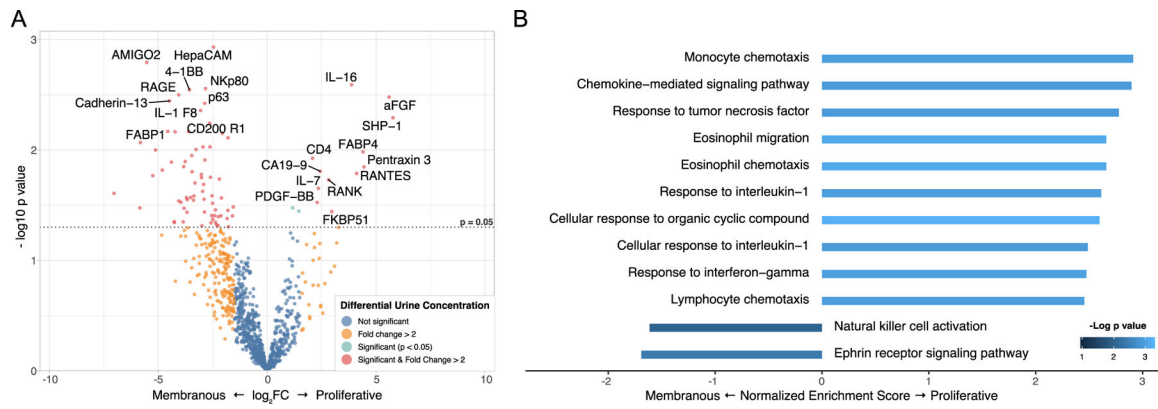 A
3
2
1
0
- log10 p value
AMIGO2
HepaCAM
4-1BB
NKp80
RAGE
p63
Cadherin-13
IL-1 F8
CD200 R1
FABP1
IL-16
aFGF
SHP-1
CD4
FABP4
CA19-9
Pentraxin 3
IL-7
RANTES
PDGF-BB
RANK
FKBP51
p = 0.05
Differential Urine Concentration
Not significant
Fold change > 2
Significant (p < 0.05)
Significant & Fold Change > 2
-10
-5
0
5
10
Membranous ← log2FC → Proliferative
B
Monocyte chemotaxis
Chemokine-mediated signaling pathway
Response to tumor necrosis factor
Eosinophil migration
Eosinophil chemotaxis
Response to interleukin-1
Cellular response to organic cyclic compound
Cellular response to interleukin-1
Response to interferon-gamma
Lymphocyte chemotaxis
Natural killer cell activation
Ephrin receptor signaling pathway
-Log p value
1 2 3
-2 -1 0 1 2 3
Membranous ← Normalized Enrichment Score → Proliferative